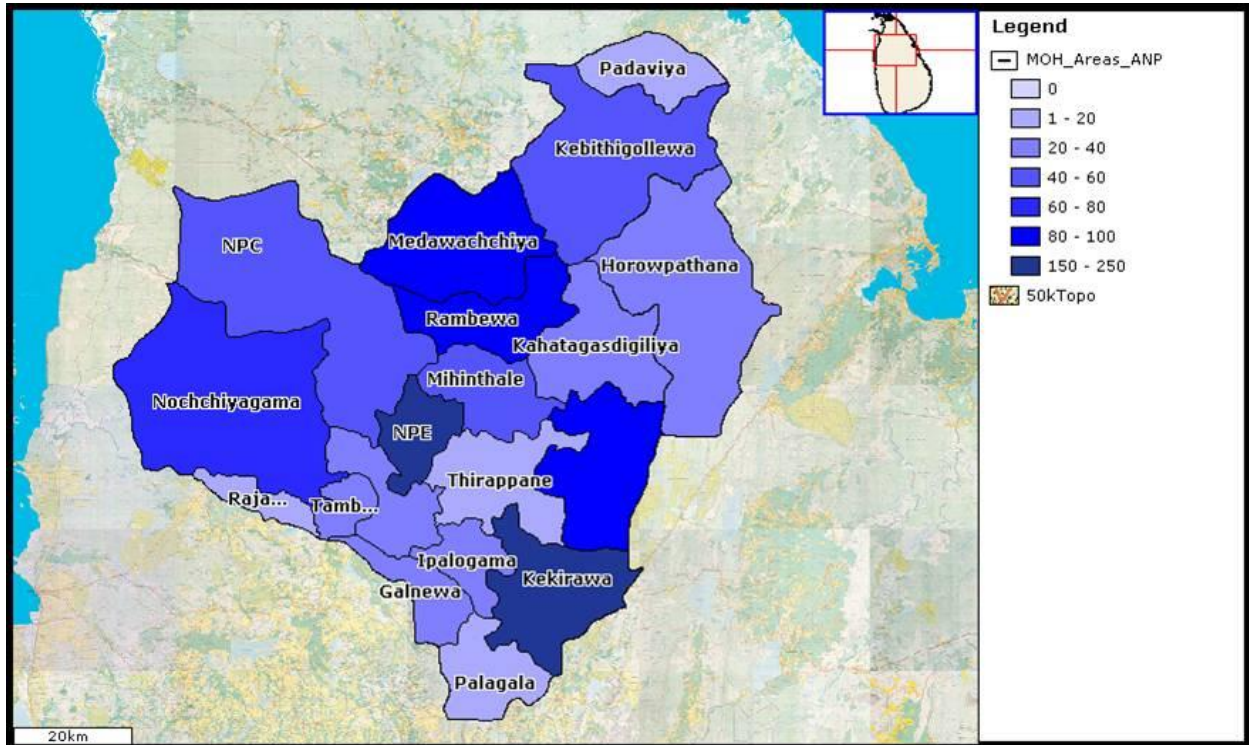 Padaviya
Kebithigollewa
Medawachchiya
NPC
Horowpathana
Rambewa
Kahatagasdigiliya
Mihinthale
Nochchiyagama
NPE
Thirappane
Raja...
Tamb...
Ipalogama
Kekirawa
Galnewa
Palagala
20km
Legend
MOH_Areas_ANP
0
1 - 20
20 - 40
40 - 60
60 - 80
80 - 100
150 - 250
50kTopo